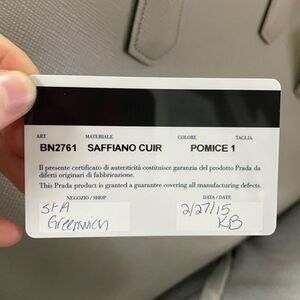 ART. MATERIALE COLORE TAGLIA
BN2761 SAFFIANO CUIR POMICE 1
Il presente certificato di autenticità costituisce garanzia del prodotto Prada da
difetti originari di fabbricazione.
This Prada product is granted a guarantee covering all manufacturing defects.
NEGOZIO / SHOP DATA / DATE
SFA 2/27/15
Greenwich KB